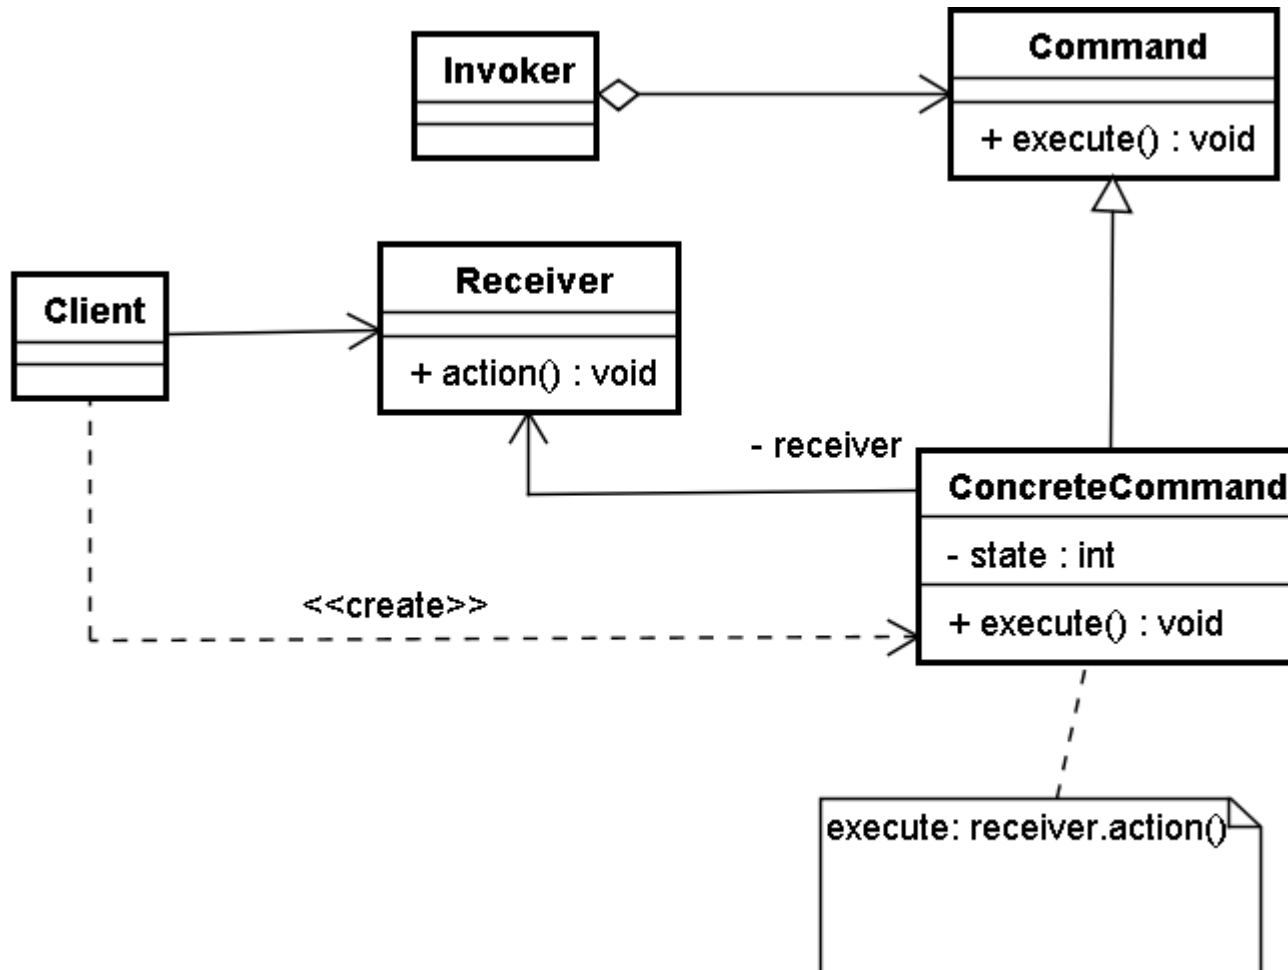 Invoker
Command
+ execute() : void
Client
Receiver
+ action() : void
- receiver
ConcreteCommand
- state : int
+ execute() : void
<<create>>
execute: receiver.action()